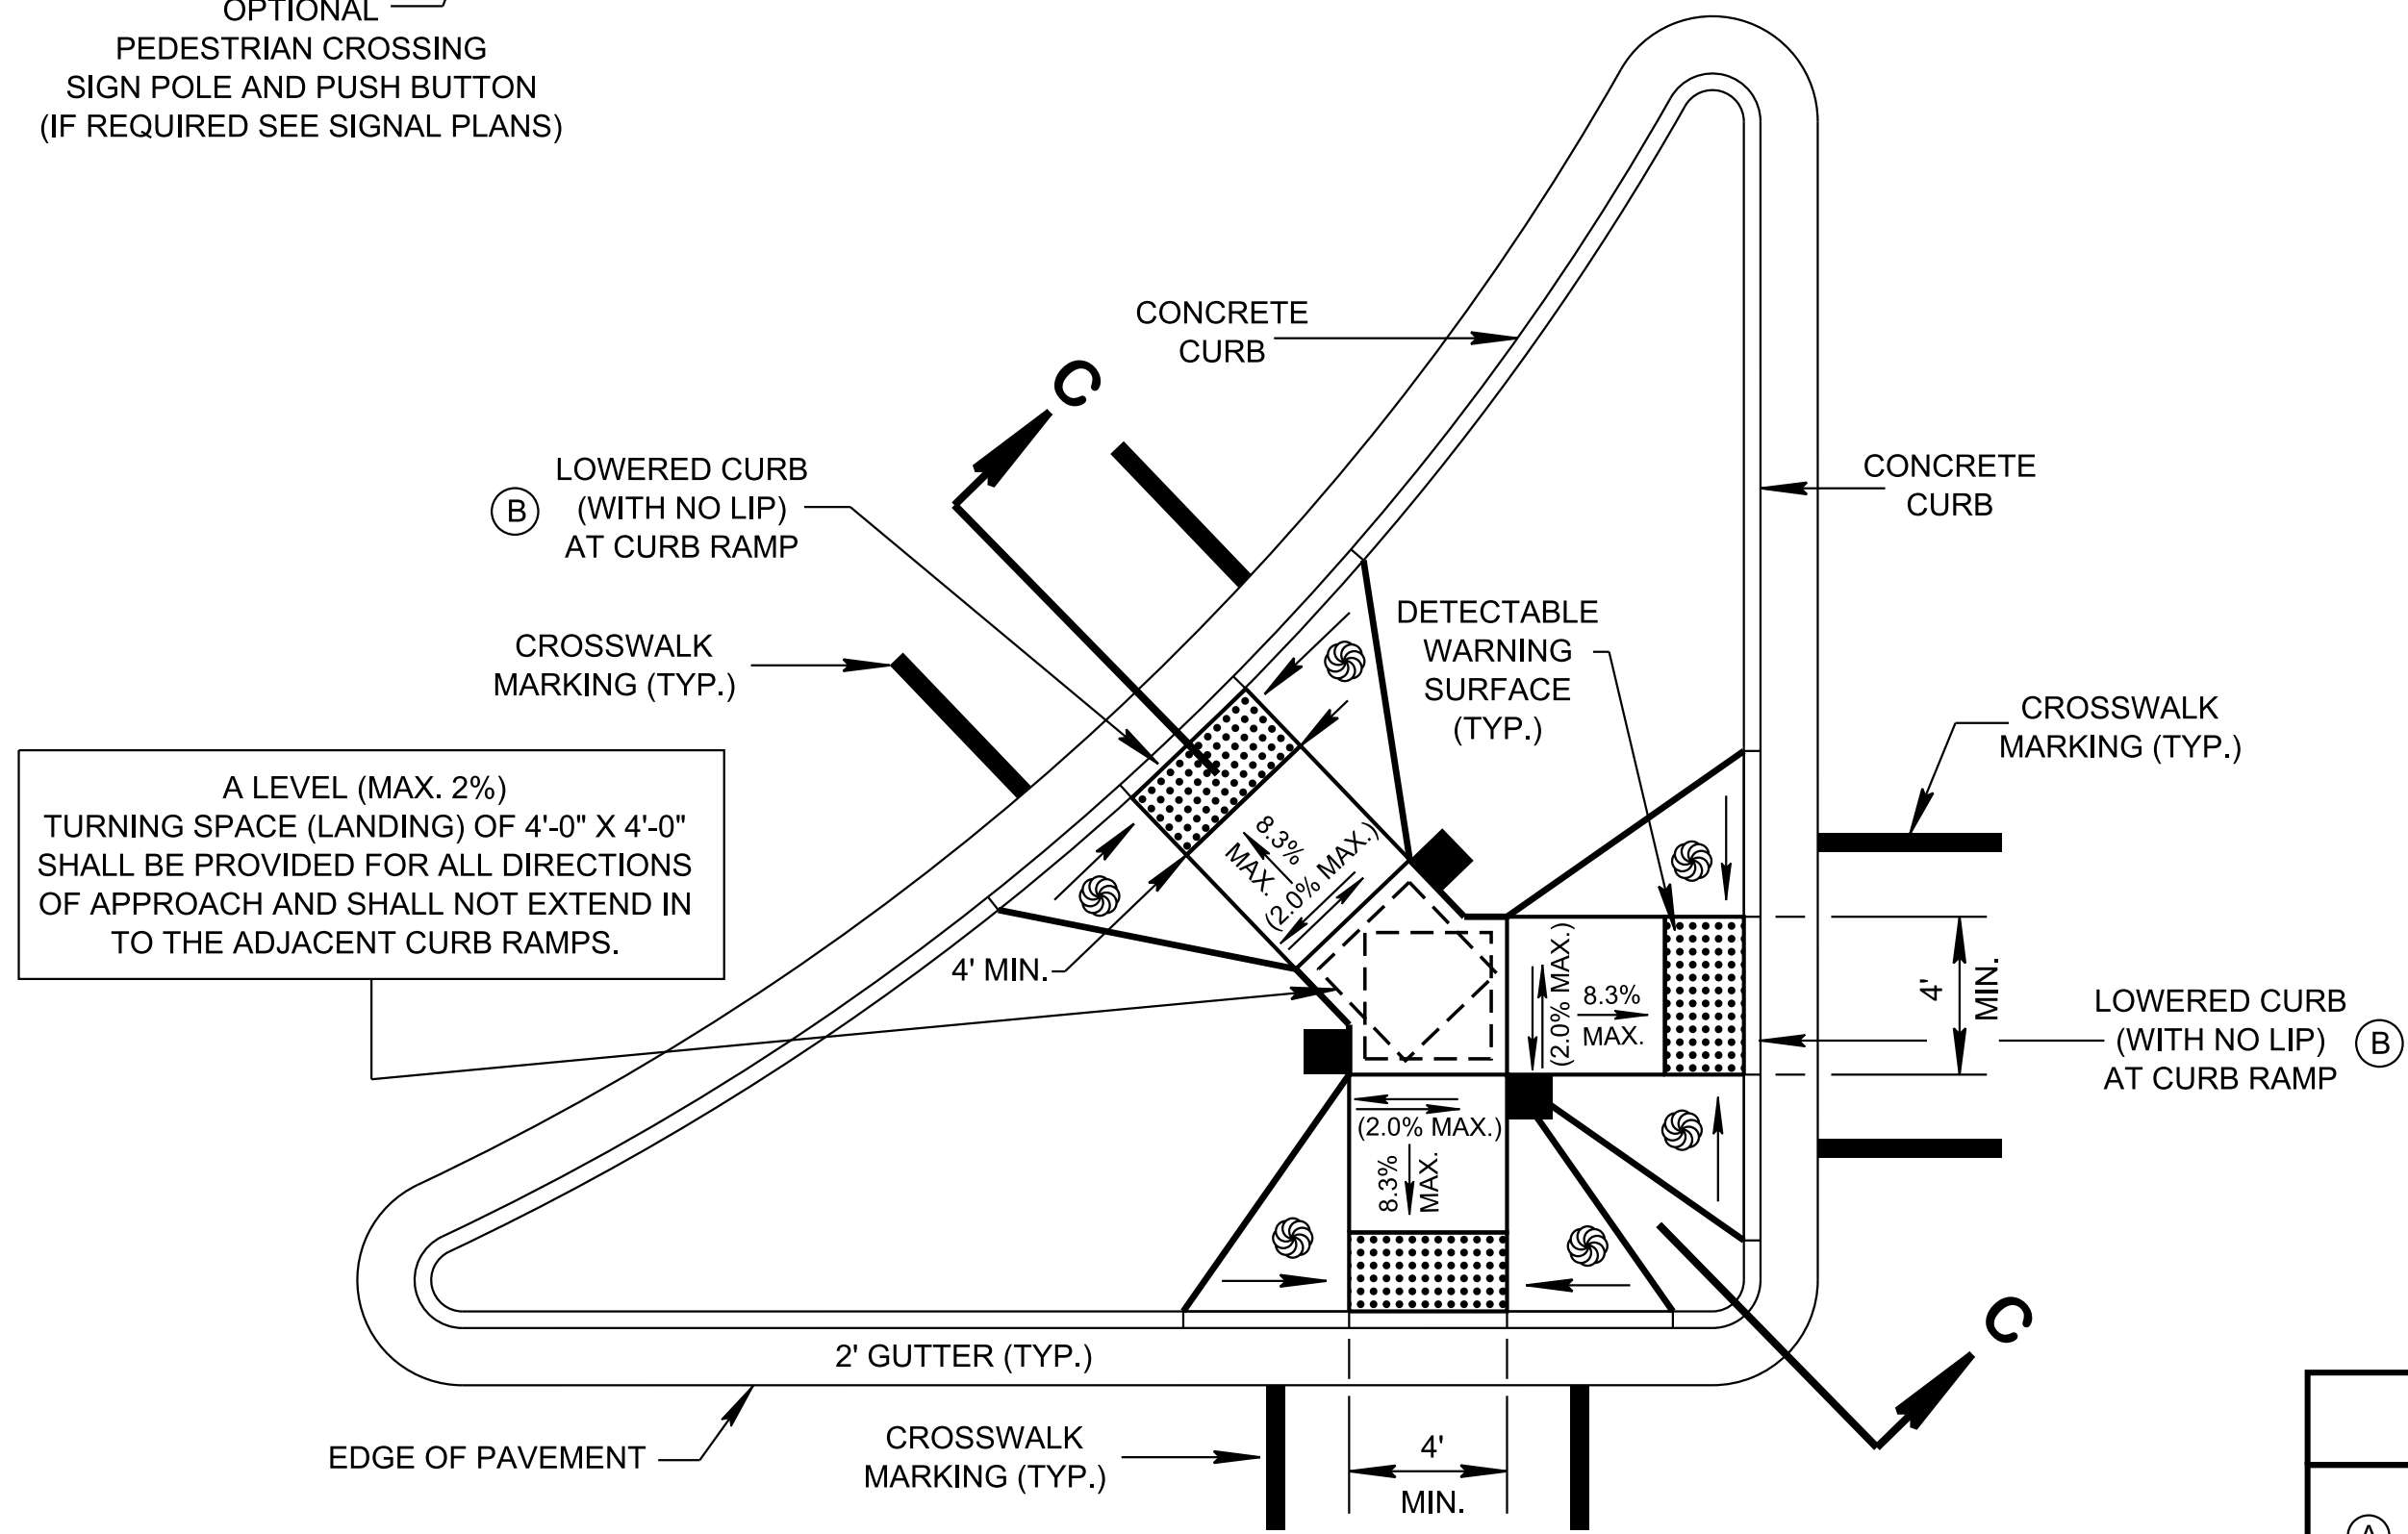 OPTIONAL
PEDESTRIAN CROSSING
SIGN POLE AND PUSH BUTTON
(IF REQUIRED SEE SIGNAL PLANS)
CONCRETE
CURB
C
LOWERED CURB
(WITH NO LIP)
AT CURB RAMP
B
CONCRETE
CURB
CROSSWALK
MARKING (TYP.)
DETECTABLE
WARNING
SURFACE
(TYP.)
CROSSWALK
MARKING (TYP.)
A LEVEL (MAX. 2%)
TURNING SPACE (LANDING) OF 4'-0" X 4'-0"
SHALL BE PROVIDED FOR ALL DIRECTIONS
OF APPROACH AND SHALL NOT EXTEND IN
TO THE ADJACENT CURB RAMPS.
8.3%
MAX.
(2.0% MAX.)
4' MIN.
(2.0% MAX.)
8.3%
MAX.
4'
MIN.
LOWERED CURB
(WITH NO LIP)
AT CURB RAMP
B
(2.0% MAX.)
8.3%
MAX.
2' GUTTER (TYP.)
C
EDGE OF PAVEMENT
CROSSWALK
MARKING (TYP.)
4'
MIN.
A